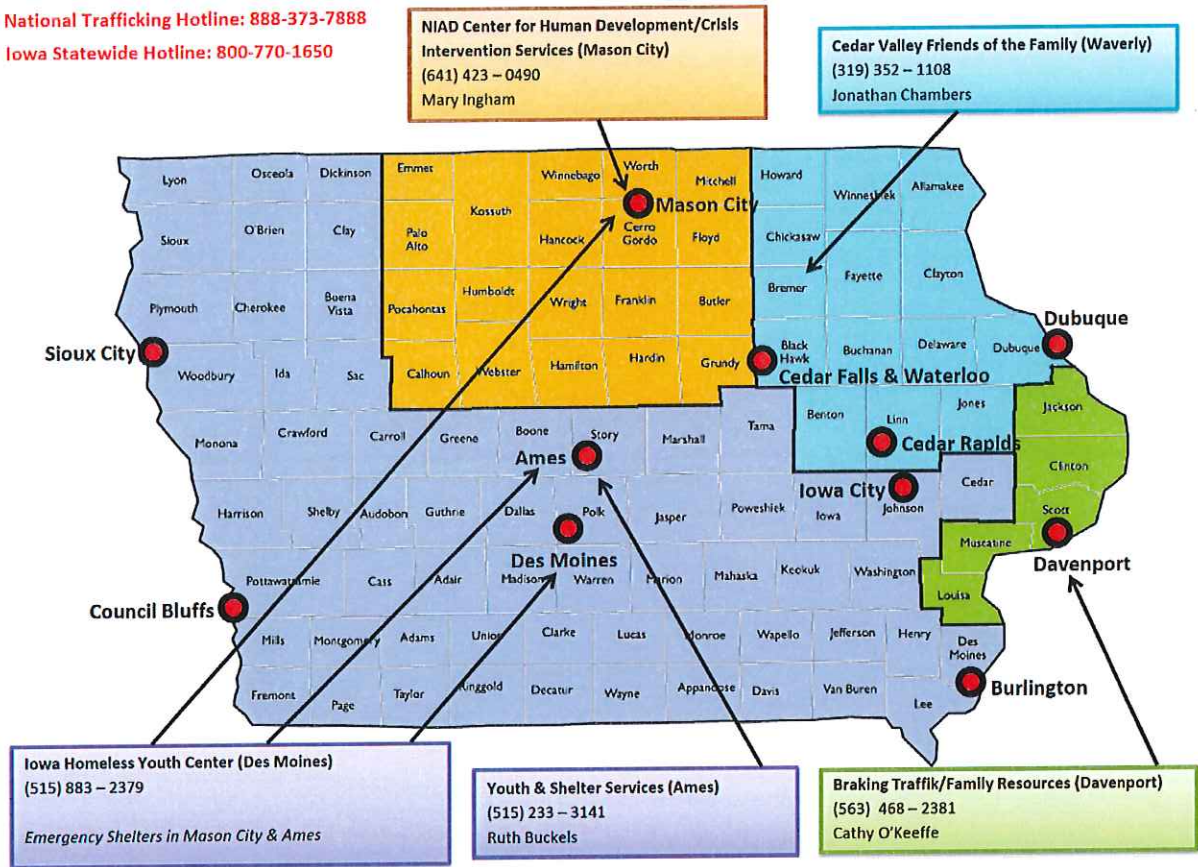 National Trafficking Hotline: 888-373-7888
Iowa Statewide Hotline: 800-770-1650
NIAD Center for Human Development/Crisis
Intervention Services (Mason City)
(641) 423 – 0490
Mary Ingham
Cedar Valley Friends of the Family (Waverly)
(319) 352 – 1108
Jonathan Chambers
Lyon
Osceola
Dickinson
Emmet
Kossuth
Winnebago
Worth
Mitchell
Howard
Winneshiek
Allamakee
Mason City
Sioux
O'Brien
Clay
Palo
Alto
Hancock
Cerro
Gordo
Floyd
Chickasaw
Plymouth
Cherokee
Buena
Vista
Pocahontas
Humboldt
Wright
Franklin
Butler
Bremer
Fayette
Clayton
Dubuque
Sioux City
Woodbury
Ida
Sac
Calhoun
Webster
Hamilton
Hardin
Grundy
Black
Hawk
Buchanan
Delaware
Dubuque
Cedar Falls & Waterloo
Monona
Crawford
Carroll
Greene
Boone
Story
Marshall
Tama
Benton
Linn
Jones
Jackson
Ames
Cedar Rapids
Iowa City
Harrison
Shelby
Audobon
Guthrie
Dallas
Polk
Jasper
Poweshiek
Iowa
Johnson
Cedar
Clinton
Scott
Des Moines
Muscatine
Davenport
Pottawattamie
Cass
Adair
Madison
Warren
Marion
Mahaska
Keokuk
Washington
Louisa
Council Bluffs
Mills
Montgomery
Adams
Union
Clarke
Lucas
Monroe
Wapello
Jefferson
Henry
Des
Moines
Burlington
Fremont
Page
Taylor
Ringgold
Decatur
Wayne
Appanoose
Davis
Van Buren
Lee
Iowa Homeless Youth Center (Des Moines)
(515) 883 – 2379
Emergency Shelters in Mason City & Ames
Youth & Shelter Services (Ames)
(515) 233 – 3141
Ruth Buckels
Braking Traffik/Family Resources (Davenport)
(563) 468 – 2381
Cathy O'Keeffe